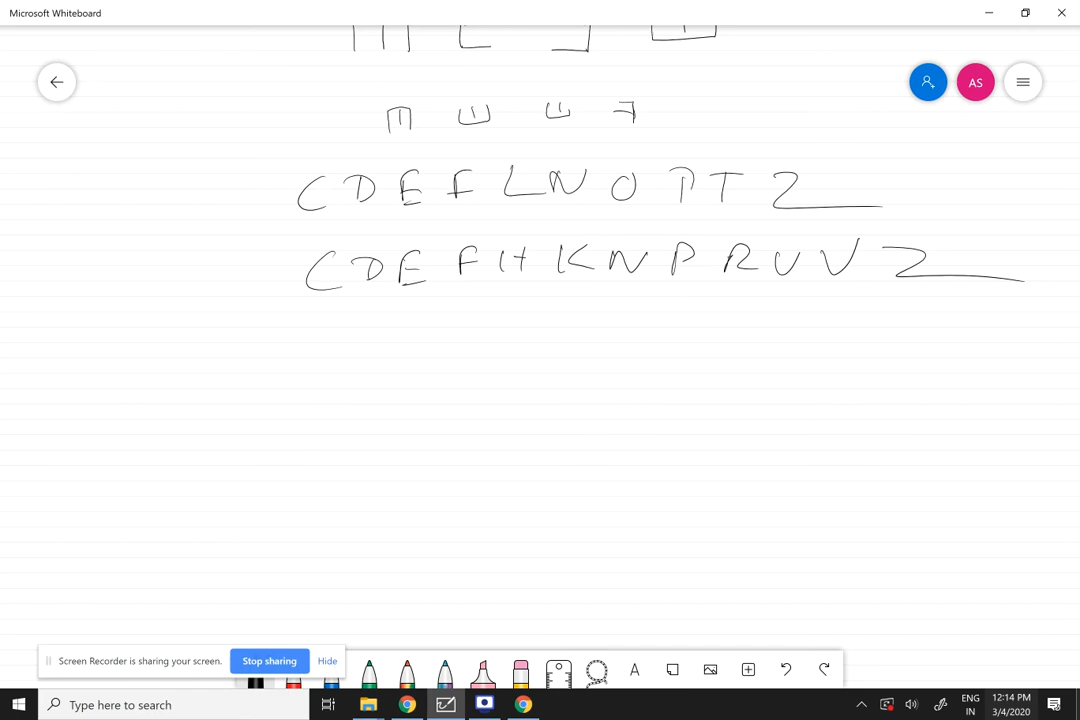 Microsoft Whiteboard
AS
C D E F L N O P T Z
C D E F H K N P R U V Z
Screen Recorder is sharing your screen.
Stop sharing
Hide
A
Type here to search
ENG
IN
12:14 PM
3/4/2020